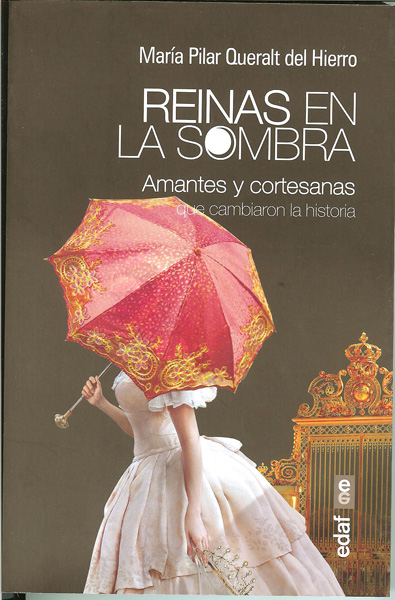 María Pilar Queralt del Hierro
REINAS EN
LA SOMBRA
Amantes y cortesanas
que cambiaron la historia
edaf